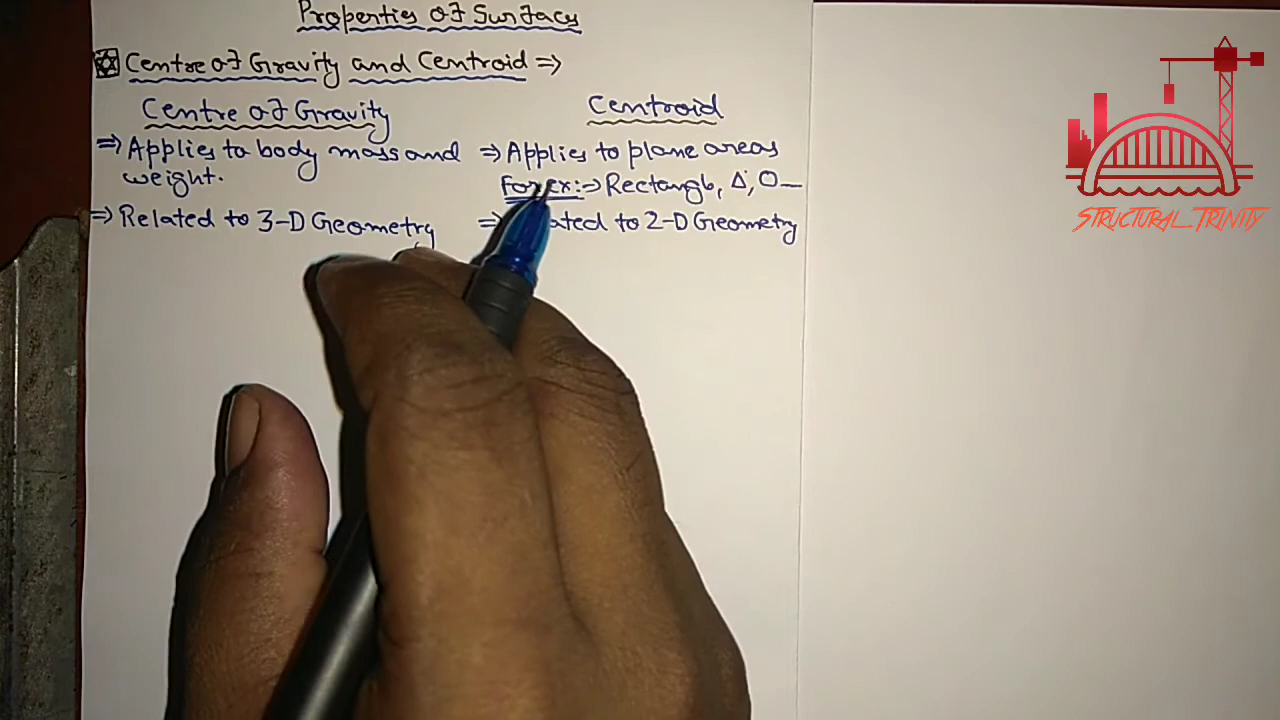 Properties of Surfaces
Centre of Gravity and Centroid ⇒
Centre of Gravity
⇒ Applies to body mass and
weight.
⇒ Related to 3-D Geometry
Centroid
⇒ Applies to plane areas
For ex:→ Rectangle, Δ, O—
⇒ ated to 2-D Geometry
STRUCTURAL_TRINITY